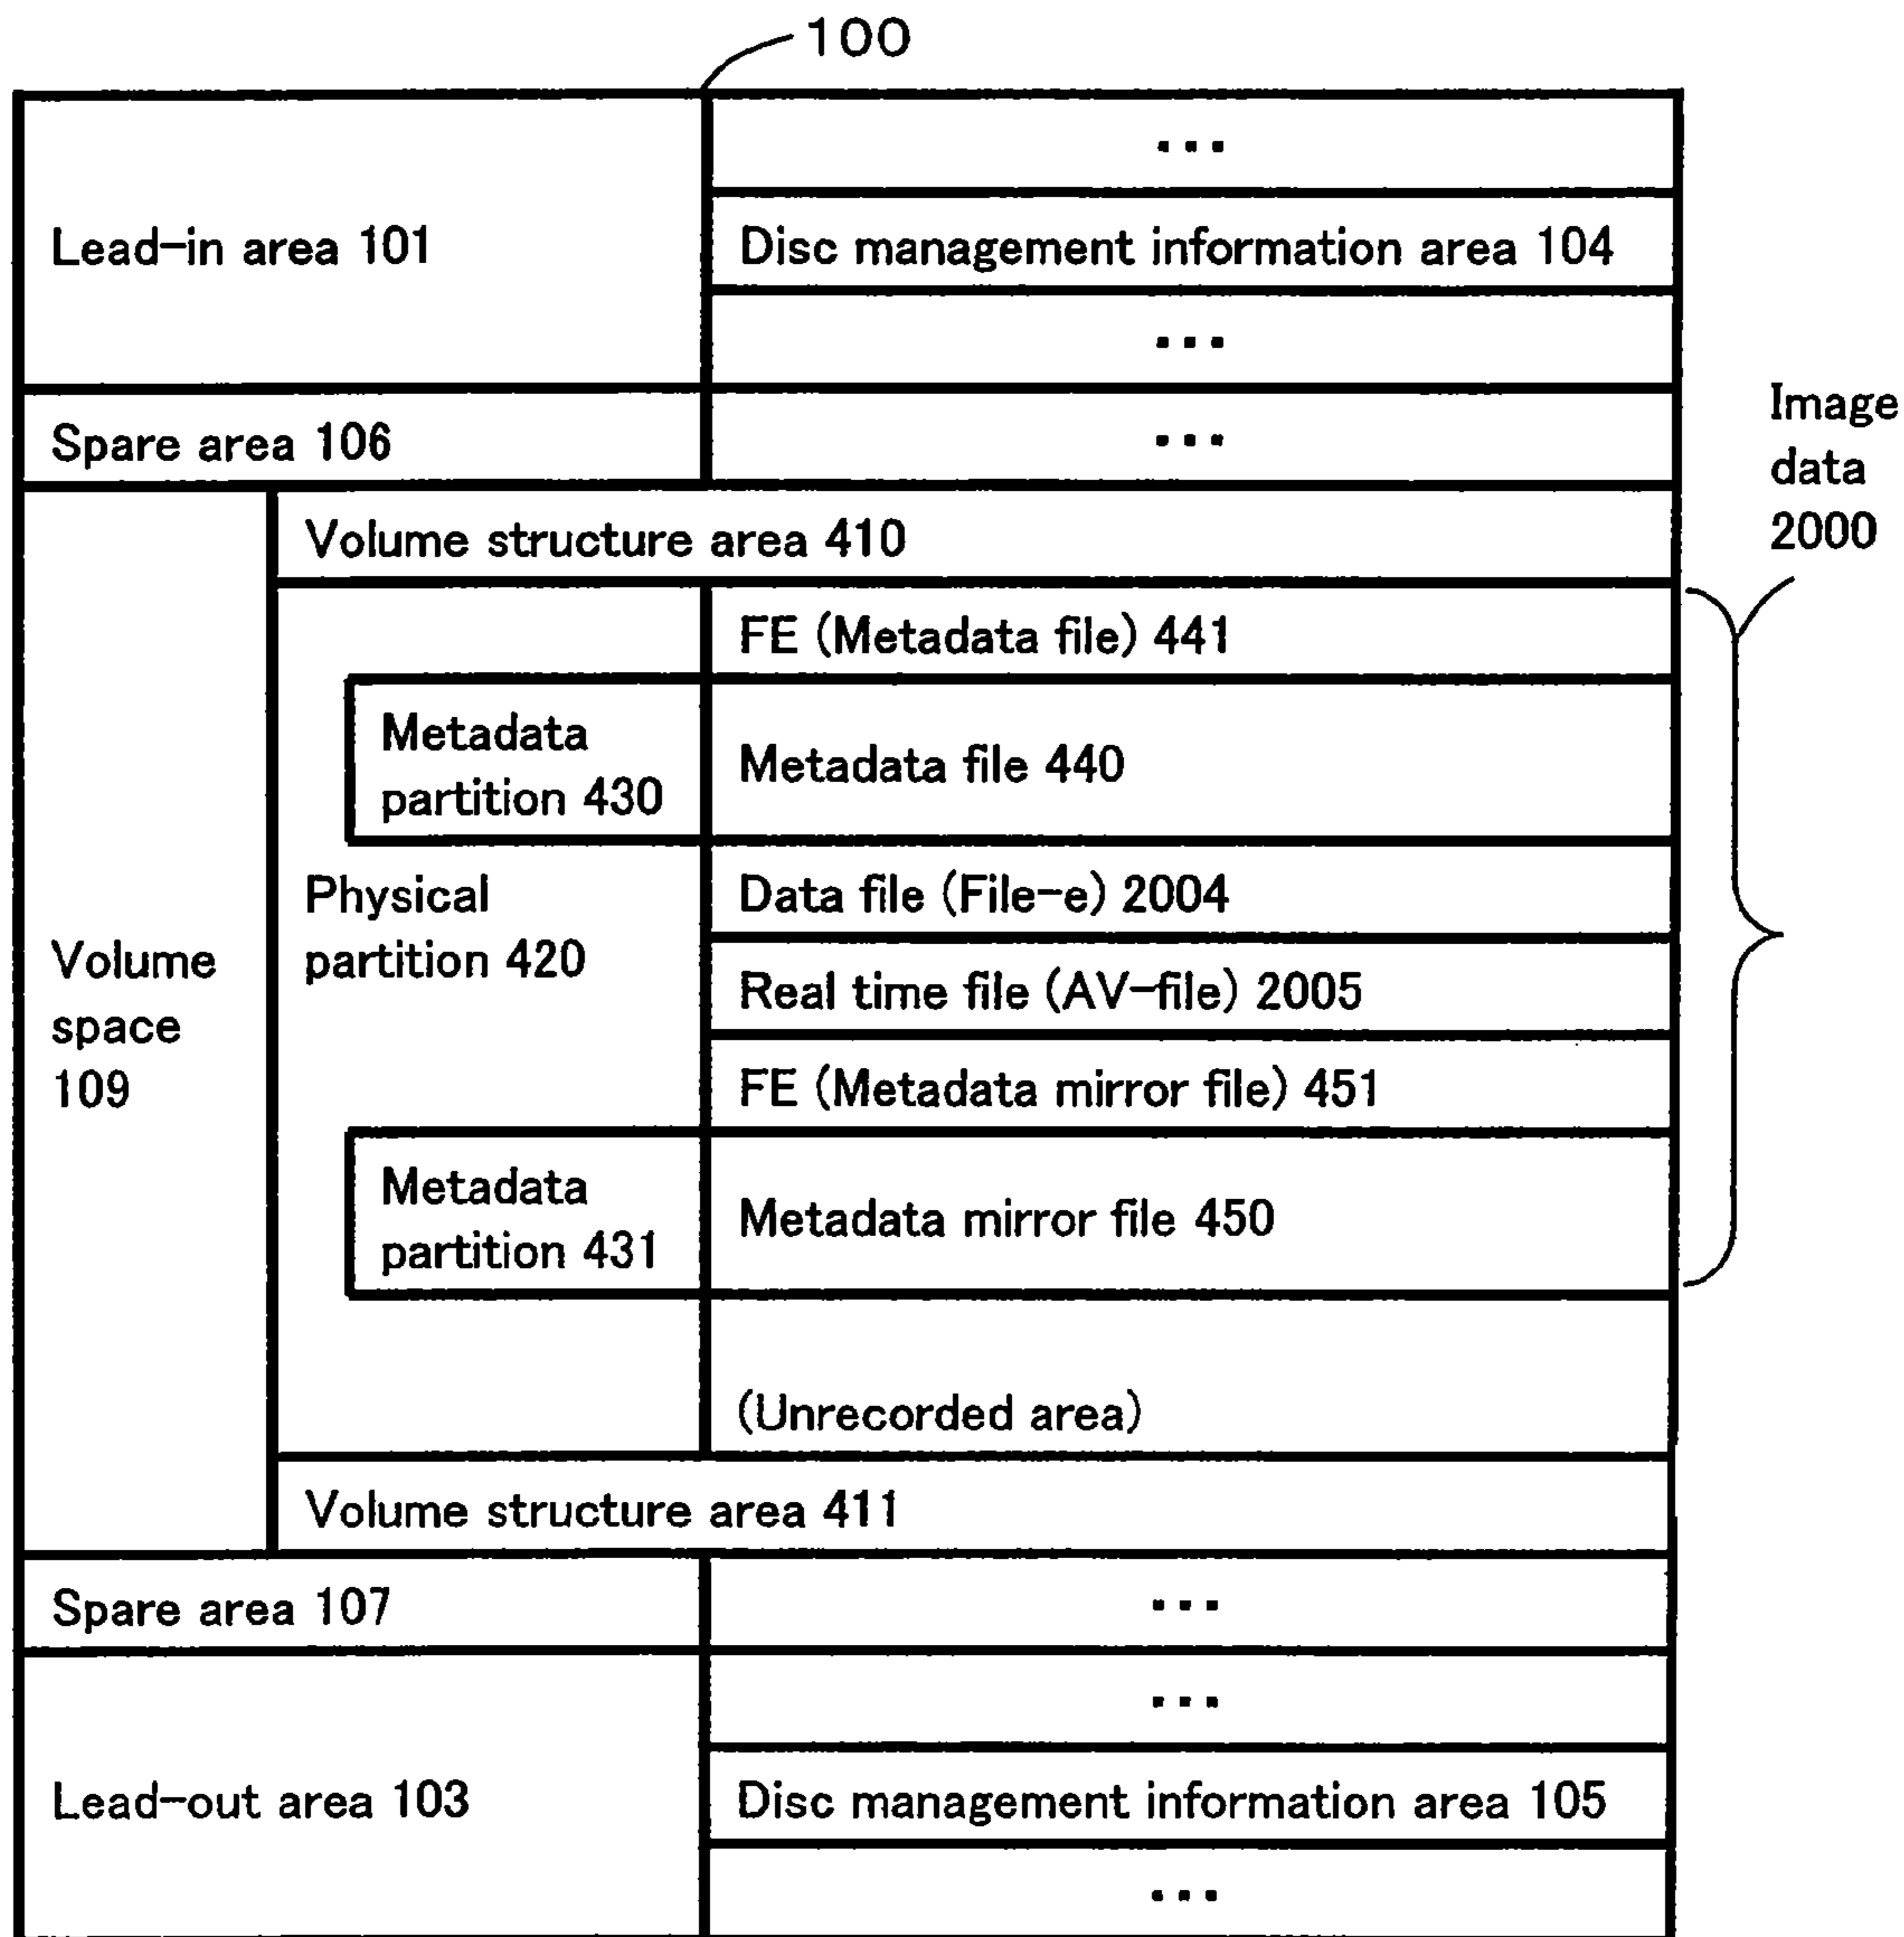 100
...
Lead-in area 101
Disc management information area 104
...
Spare area 106
...
Image
data
2000
Volume structure area 410
FE (Metadata file) 441
Metadata
partition 430
Metadata file 440
Physical
partition 420
Data file (File-e) 2004
Volume
space
109
Real time file (AV-file) 2005
FE (Metadata mirror file) 451
Metadata
partition 431
Metadata mirror file 450
(Unrecorded area)
Volume structure area 411
Spare area 107
...
...
Lead-out area 103
Disc management information area 105
...